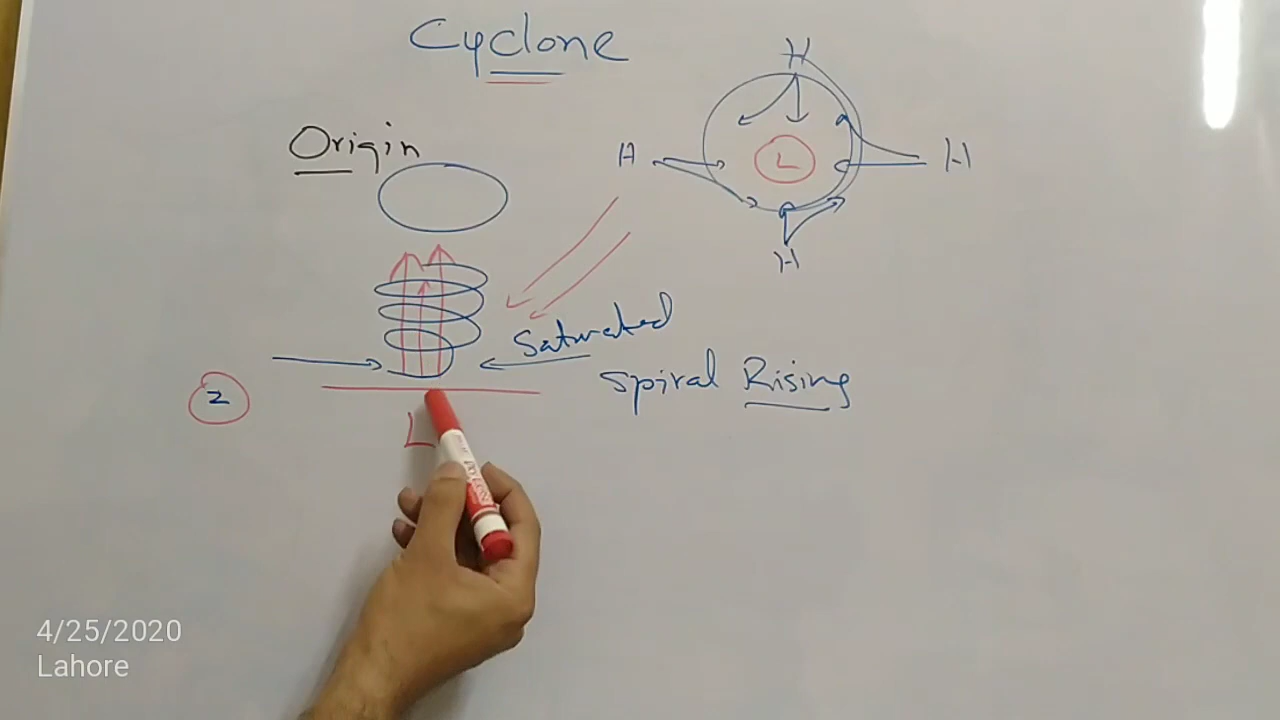 Cyclone
H
Origin
H
L
H
H
Saturated
Spiral Rising
2
L
4/25/2020
Lahore